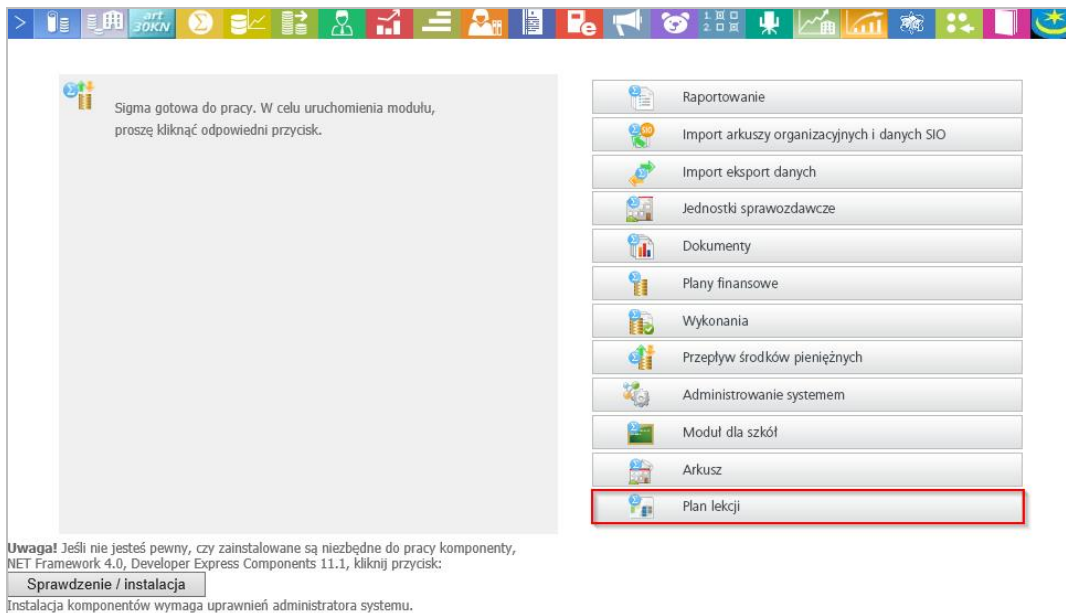 art
30KN
Sigma gotowa do pracy. W celu uruchomienia modułu,
proszę kliknąć odpowiedni przycisk.
Raportowanie
Import arkuszy organizacyjnych i danych SIO
Import eksport danych
Jednostki sprawozdawcze
Dokumenty
Plany finansowe
Wykonania
Przepływ środków pieniężnych
Administrowanie systemem
Moduł dla szkół
Arkusz
Plan lekcji
Uwaga! Jeśli nie jesteś pewny, czy zainstalowane są niezbędne do pracy komponenty,
NET Framework 4.0, Developer Express Components 11.1, kliknij przycisk:
Sprawdzenie / instalacja
Instalacja komponentów wymaga uprawnień administratora systemu.